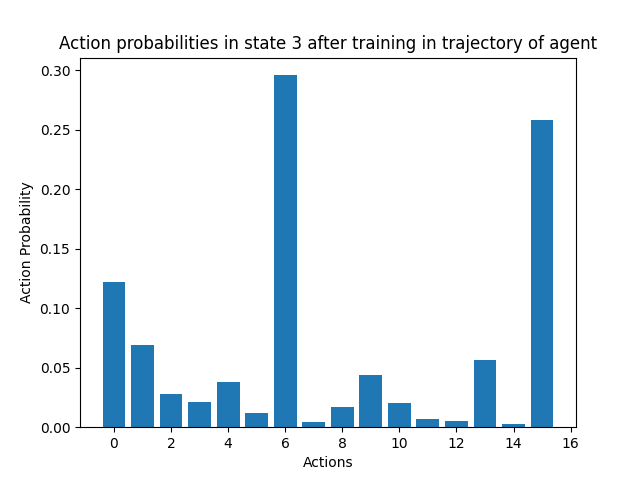 Action probabilities in state 3 after training in trajectory of agent
0.30
0.25
0.20
0.15
0.10
0.05
0.00
Action Probability
0 2 4 6 8 10 12 14 16
Actions